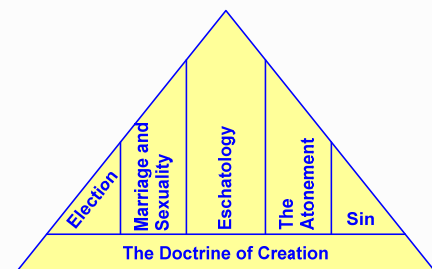 Election
Marriage and
Sexuality
Eschatology
The
Atonement
Sin
The Doctrine of Creation